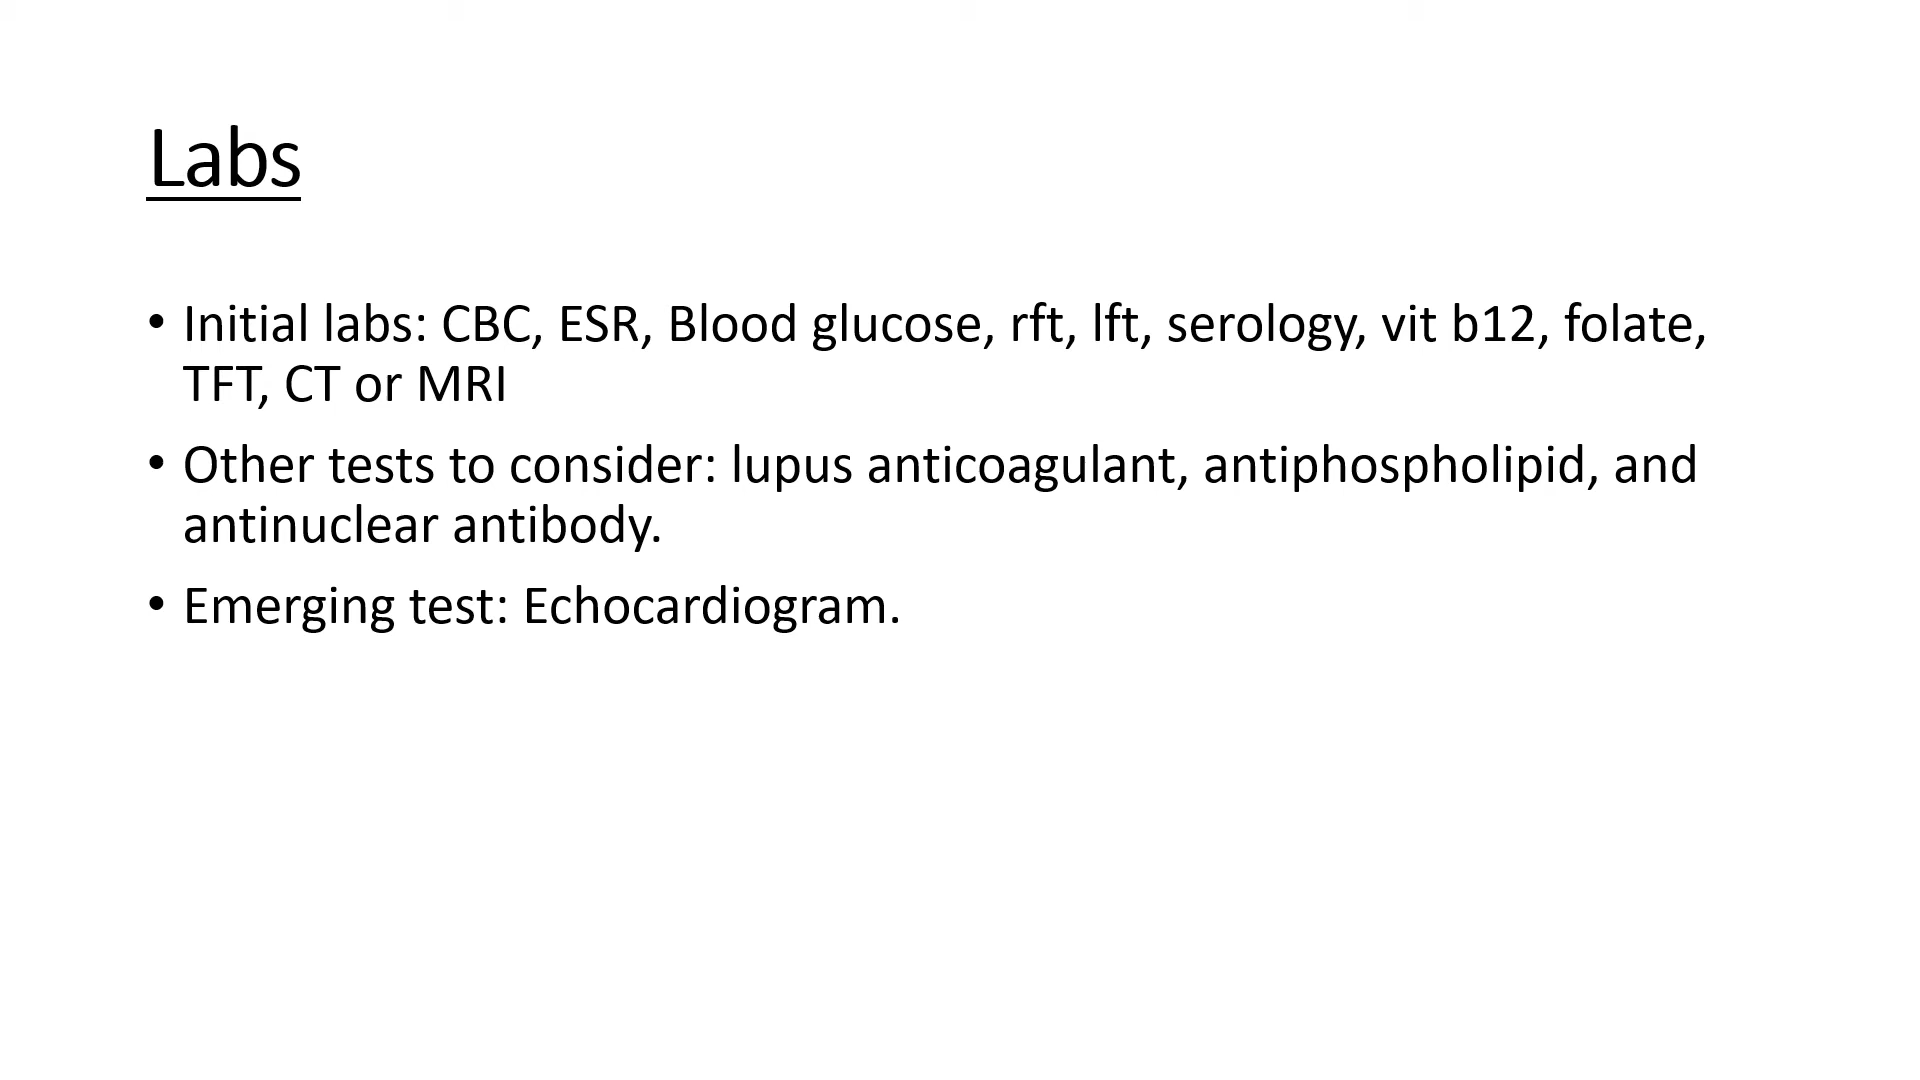 Labs
• Initial labs: CBC, ESR, Blood glucose, rft, lft, serology, vit b12, folate,
TFT, CT or MRI
• Other tests to consider: lupus anticoagulant, antiphospholipid, and
antinuclear antibody.
• Emerging test: Echocardiogram.